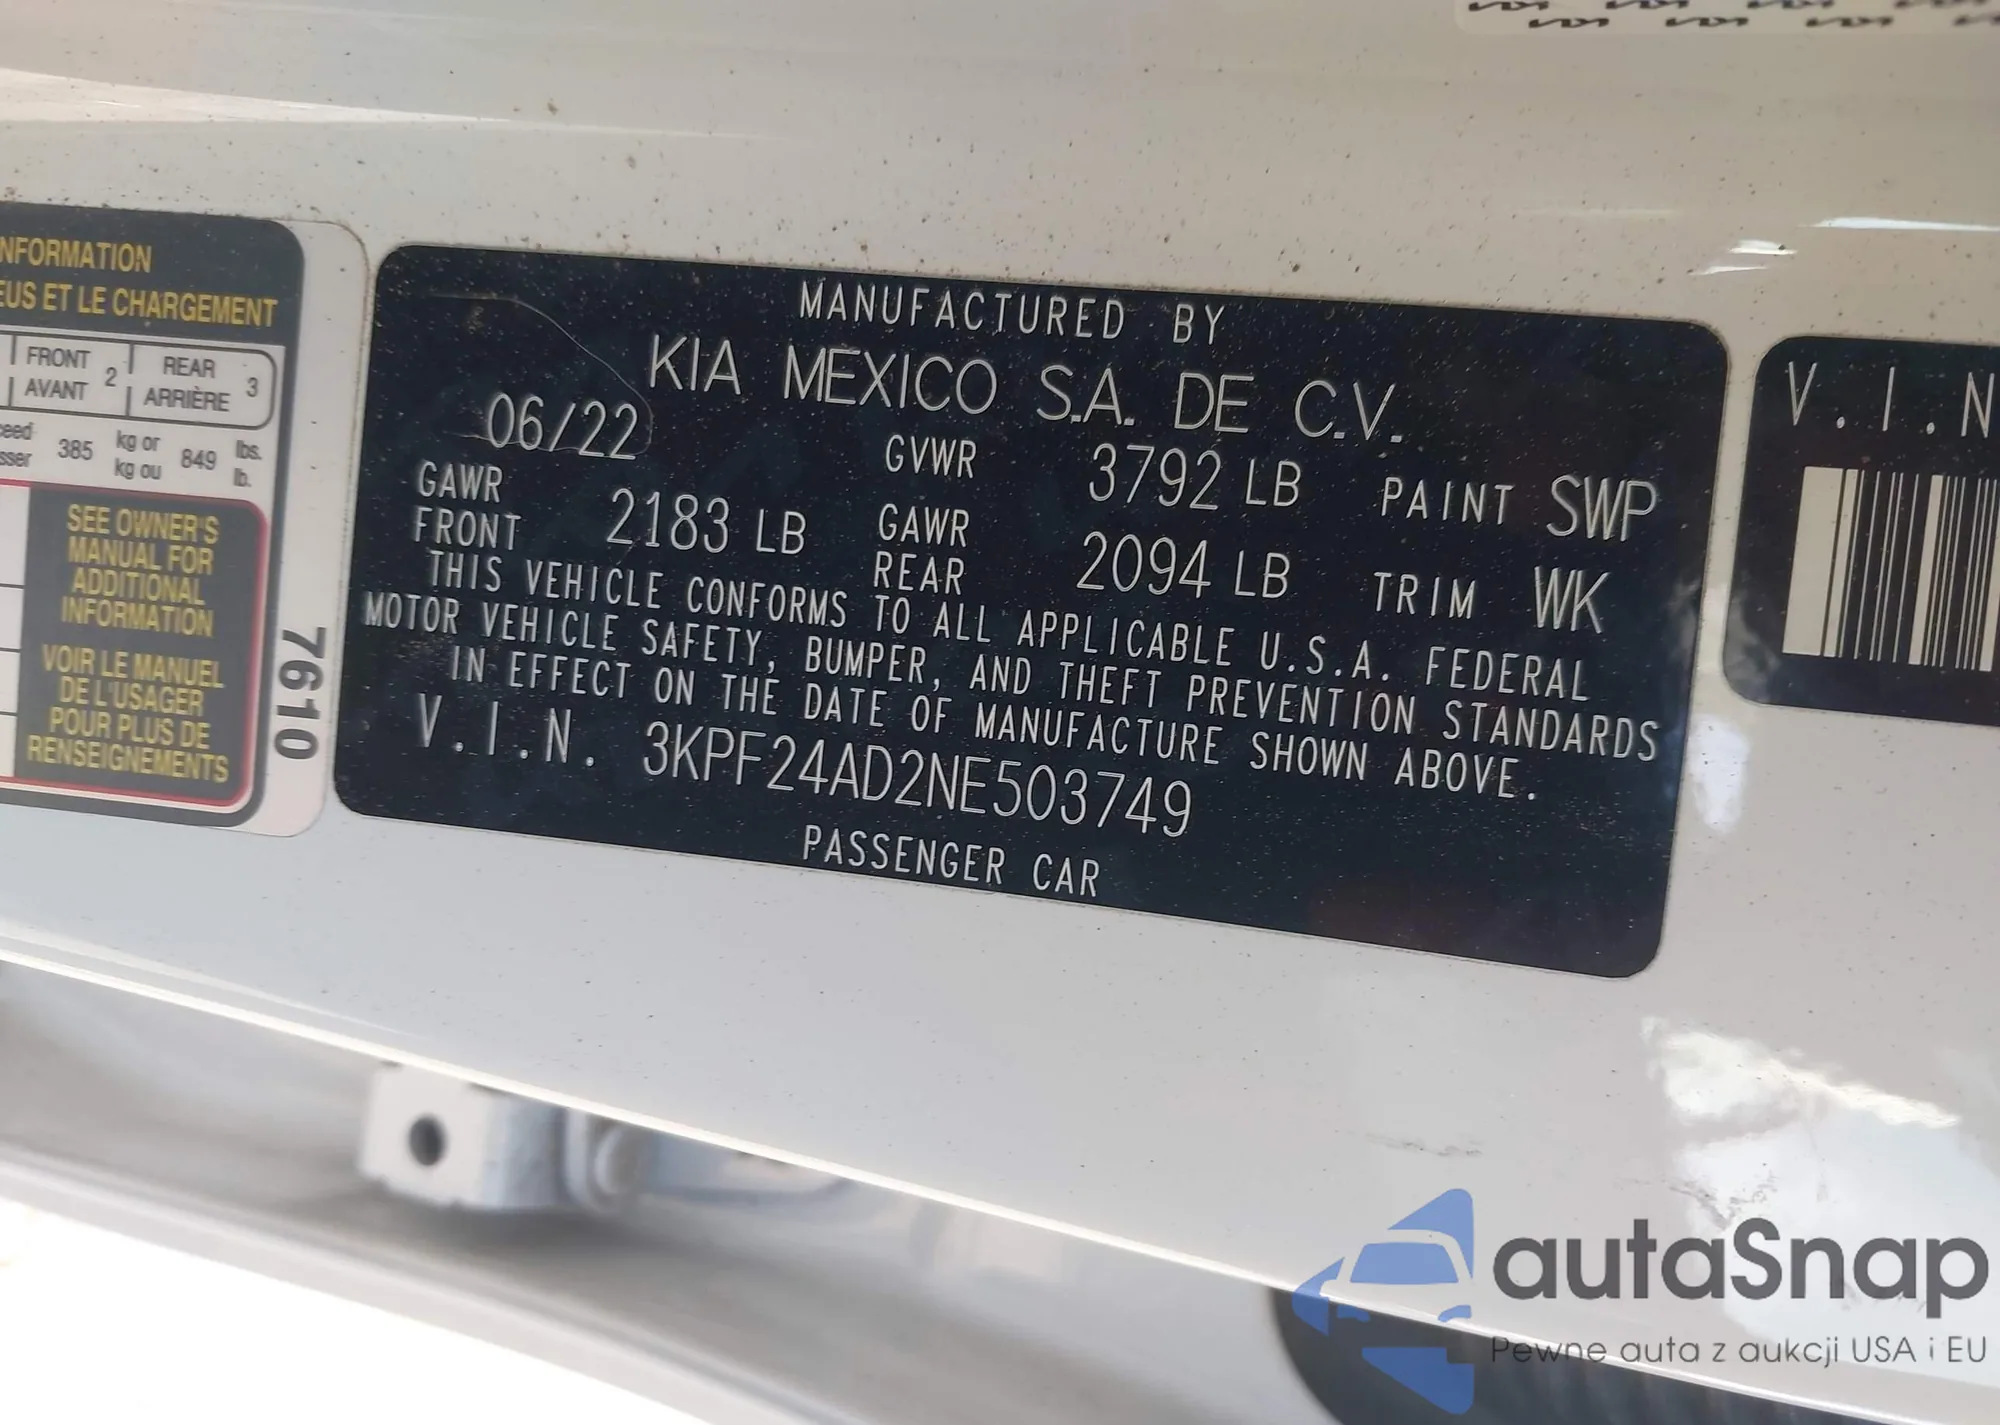 NFORMATION
EUS ET LE CHARGEMENT
FRONT 2 REAR 3
AVANT ARRIÈRE
385 kg or 849 lbs.
kg ou lb.
SEE OWNER'S
MANUAL FOR
ADDITIONAL
INFORMATION
VOIR LE MANUEL
DE L'USAGER
POUR PLUS DE
RENSEIGNEMENTS
7610
MANUFACTURED BY
KIA MEXICO S.A. DE C.V.
06/22 GVWR 3792 LB PAINT SWP
GAWR FRONT 2183 LB GAWR REAR 2094 LB TRIM WK
THIS VEHICLE CONFORMS TO ALL APPLICABLE U.S.A. FEDERAL
MOTOR VEHICLE SAFETY, BUMPER, AND THEFT PREVENTION STANDARDS
IN EFFECT ON THE DATE OF MANUFACTURE SHOWN ABOVE.
V.I.N. 3KPF24AD2NE503749
PASSENGER CAR
V.I.N
autaSnap
Pewne auta z aukcji USA i EU